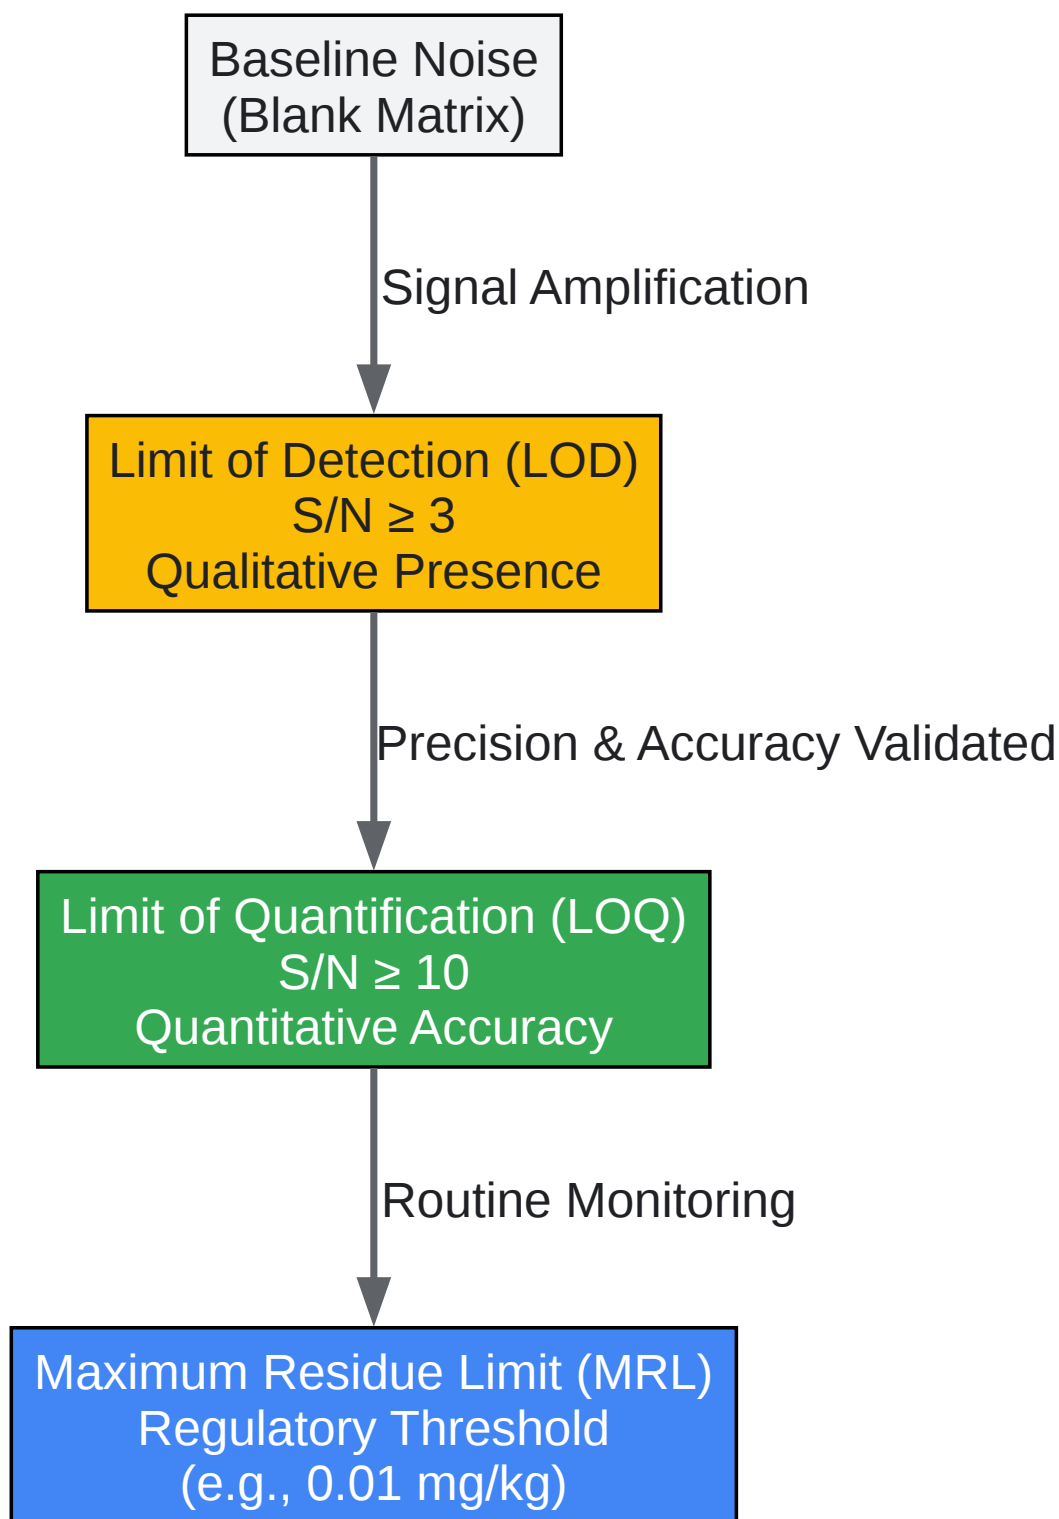 Baseline Noise
(Blank Matrix)
Signal Amplification
Limit of Detection (LOD)
S/N ≥ 3
Qualitative Presence
Precision & Accuracy Validated
Limit of Quantification (LOQ)
S/N ≥ 10
Quantitative Accuracy
Routine Monitoring
Maximum Residue Limit (MRL)
Regulatory Threshold
(e.g., 0.01 mg/kg)